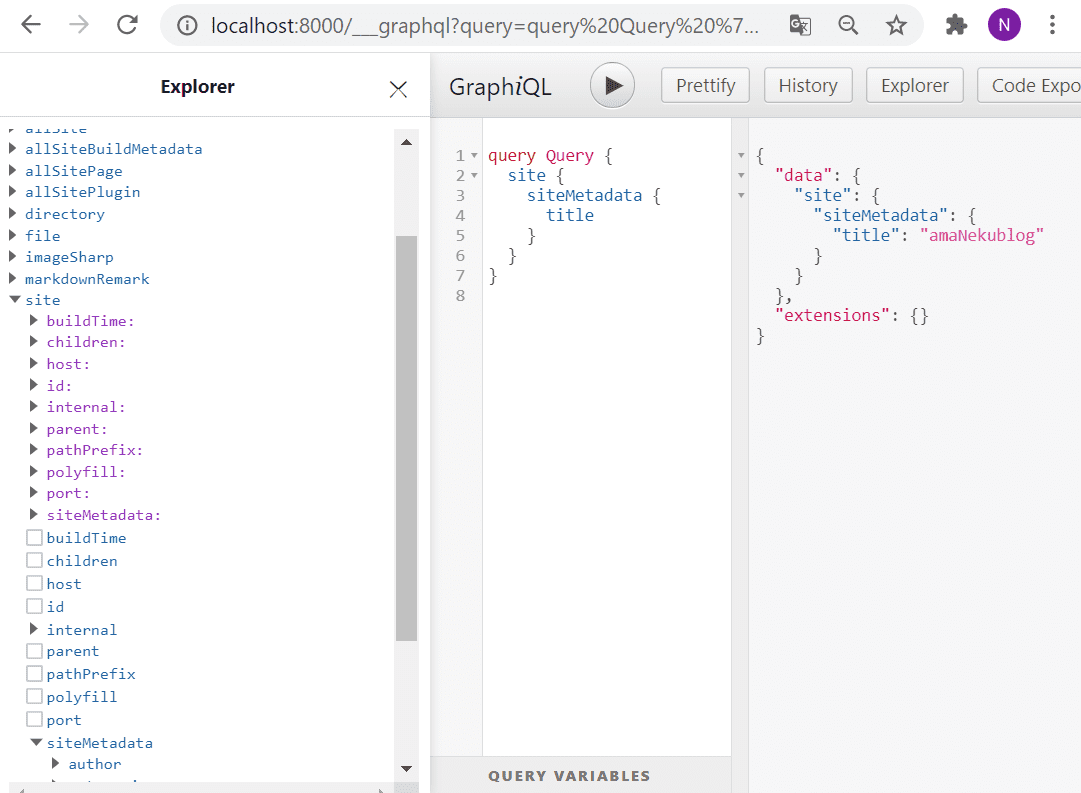 localhost:8000/___graphql?query=query%20Query%20%7...
N
Explorer
allSite
allSiteBuildMetadata
allSitePage
allSitePlugin
directory
file
imageSharp
markdownRemark
site
buildTime:
children:
host:
id:
internal:
parent:
pathPrefix:
polyfill:
port:
siteMetadata:
buildTime
children
host
id
internal
parent
pathPrefix
polyfill
port
siteMetadata
author
GraphiQL
Prettify
History
Explorer
Code Expo
1 query Query {
2 site {
3 siteMetadata {
4 title
5 }
6 }
7 }
8
QUERY VARIABLES
{
"data": {
"site": {
"siteMetadata": {
"title": "amaNekublog"
}
}
},
"extensions": {}
}